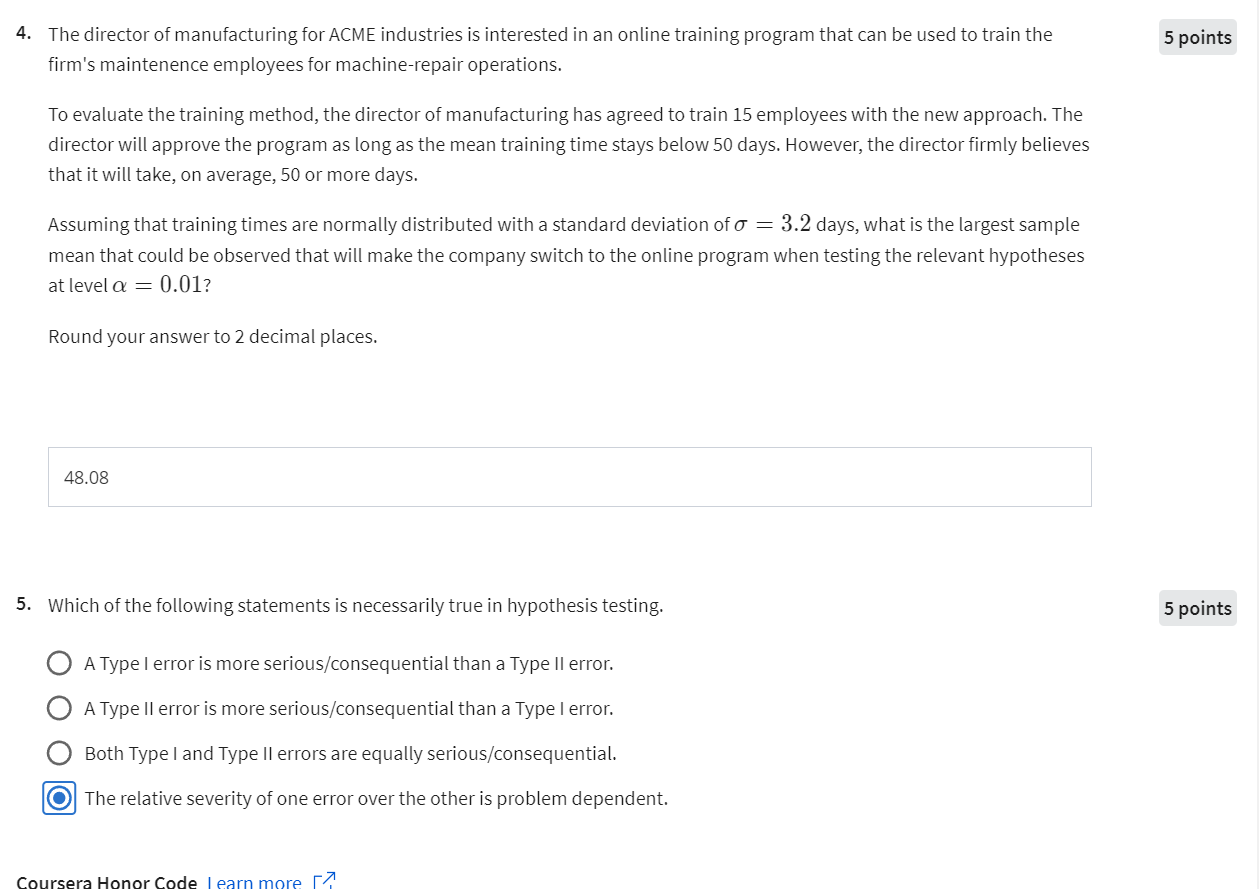 4. The director of manufacturing for ACME industries is interested in an online training program that can be used to train the
5 points
firm's maintenence employees for machine-repair operations.
To evaluate the training method, the director of manufacturing has agreed to train 15 employees with the new approach. The
director will approve the program as long as the mean training time stays below 50 days. However, the director firmly believes
that it will take, on average, 50 or more days.
Assuming that training times are normally distributed with a standard deviation of σ = 3.2 days, what is the largest sample
mean that could be observed that will make the company switch to the online program when testing the relevant hypotheses
at level α = 0.01?
Round your answer to 2 decimal places.
48.08
5. Which of the following statements is necessarily true in hypothesis testing.
5 points
A Type I error is more serious/consequential than a Type II error.
A Type II error is more serious/consequential than a Type I error.
Both Type I and Type II errors are equally serious/consequential.
The relative severity of one error over the other is problem dependent.
Coursera Honor Code Learn more